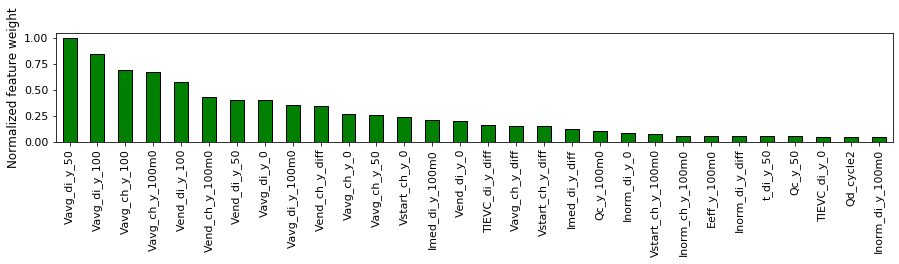 Normalized feature weight
1.00
0.75
0.50
0.25
0.00
Vavg_di_y_50
Vavg_di_y_100
Vavg_ch_y_100
Vavg_ch_y_100m0
Vend_di_y_100
Vend_ch_y_100m0
Vend_di_y_50
Vavg_di_y_0
Vavg_di_y_100m0
Vend_ch_y_diff
Vavg_ch_y_0
Vavg_ch_y_50
Vstart_ch_y_0
Imed_di_y_100m0
Vend_di_y_0
TIEVC_di_y_diff
Vavg_ch_y_diff
Vstart_ch_y_diff
Imed_di_y_diff
Qc_y_100m0
Inorm_di_y_0
Vstart_ch_y_100m0
Inorm_ch_y_100m0
Eeff_y_100m0
Inorm_di_y_diff
t_di_y_50
Qc_y_50
TIEVC_di_y_0
Qd_cycle2
Inorm_di_y_100m0